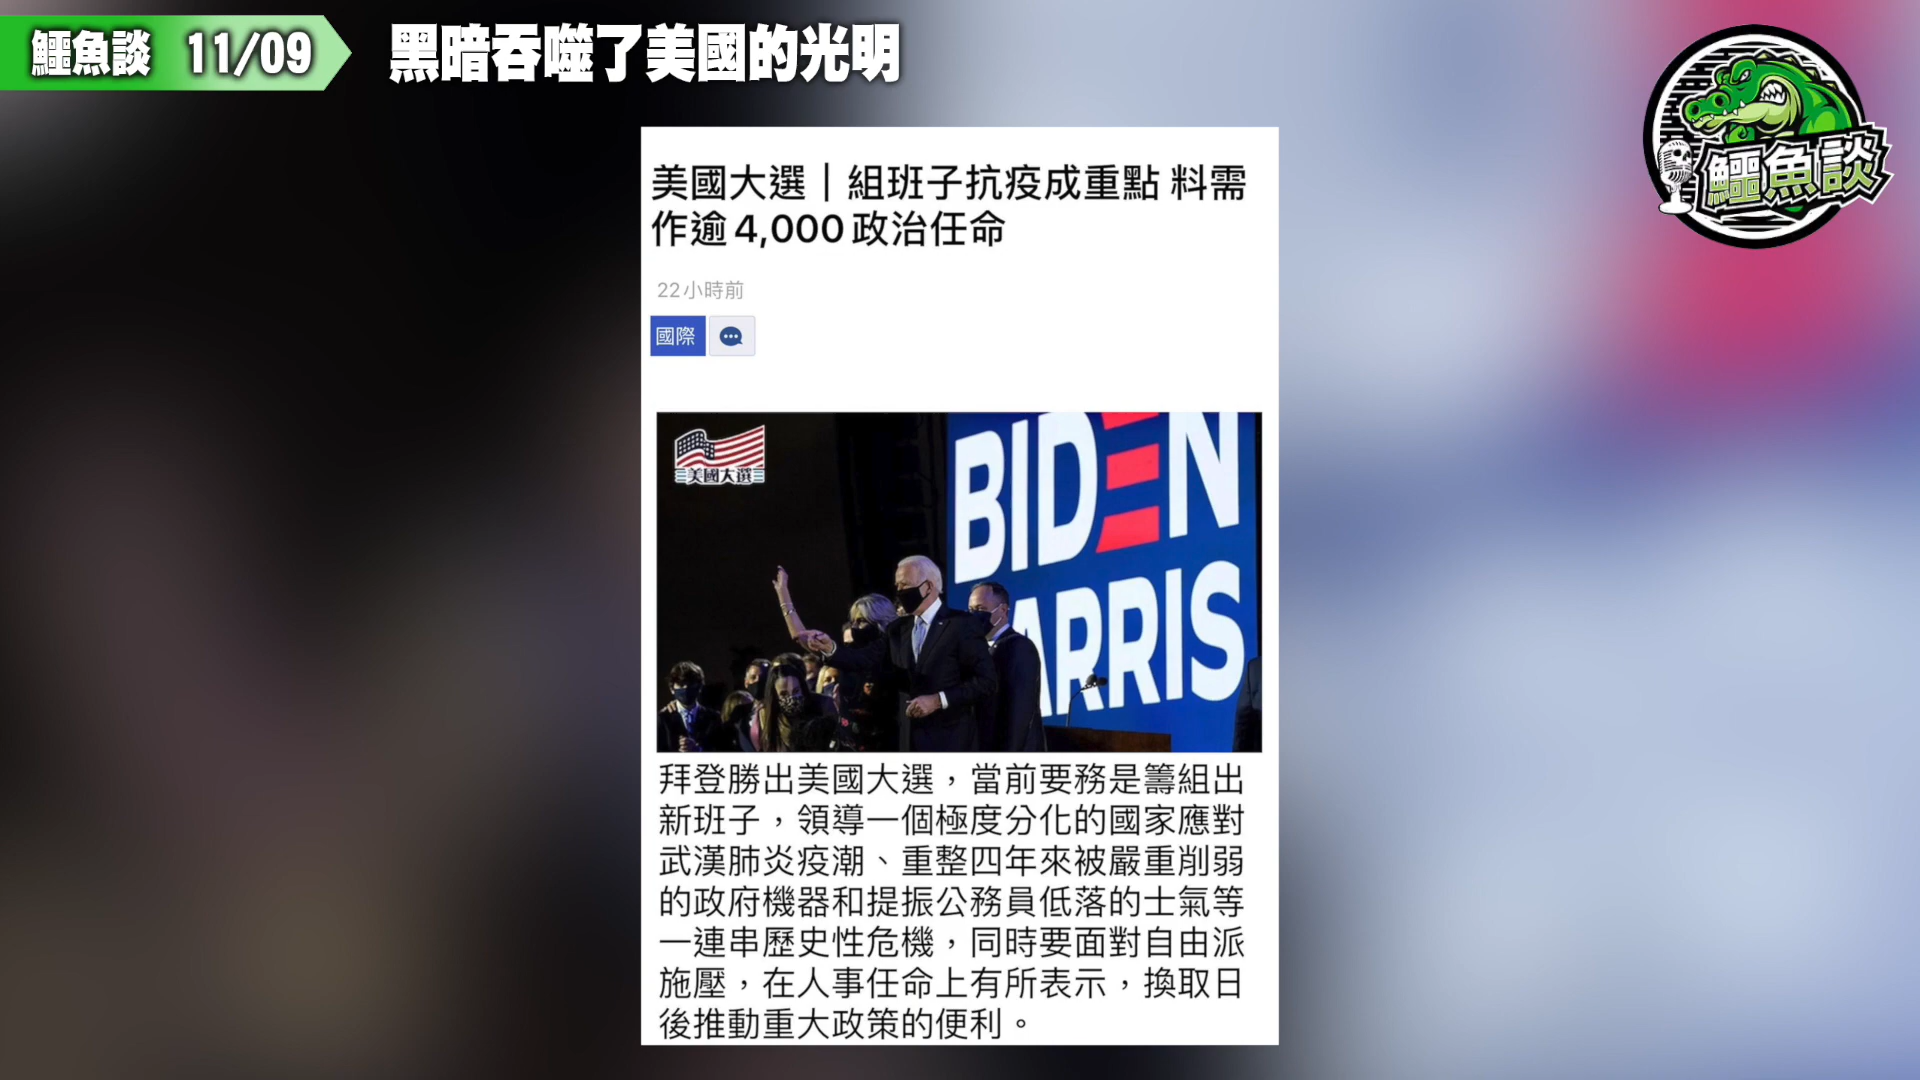 鱷魚談 11/09
黑暗吞噬了美國的光明
鱷魚談
美國大選｜組班子抗疫成重點 料需
作逾4,000政治任命
22小時前
國際
美國大選
BIDEN
ARRIS
拜登勝出美國大選，當前要務是籌組出
新班子，領導一個極度分化的國家應對
武漢肺炎疫潮、重整四年來被嚴重削弱
的政府機器和提振公務員低落的士氣等
一連串歷史性危機，同時要面對自由派
施壓，在人事任命上有所表示，換取日
後推動重大政策的便利。